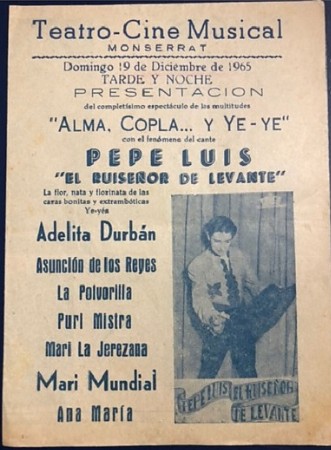 Teatro-Cine Musical
MONSERRAT
Domingo 19 de Diciembre de 1965
TARDE Y NOCHE
PRESENTACION
del completísimo espectáculo de las multitudes
"ALMA, COPLA... Y YE-YE"
con el fenómeno del cante
PEPE LUIS
"EL RUISEÑOR DE LEVANTE"
La flor, nata y florinata de las
caras bonitas y extrambóticas
Ye-yés
Adelita Durbán
Asunción de los Reyes
La Polvorilla
Puri Mistra
Mari La Jerezana
Mari Mundial
Ana María
PEPE LUIS EL RUISEÑOR
DE LEVANTE